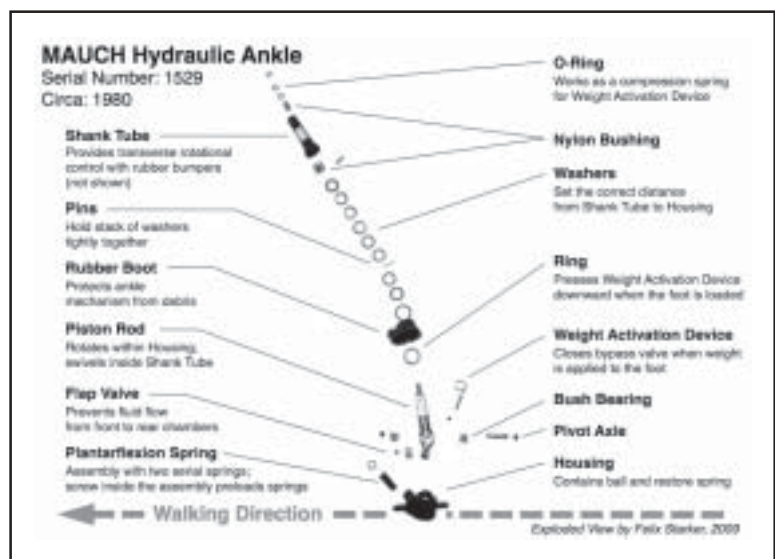 MAUCH Hydraulic Ankle
Serial Number: 1529
Circa: 1980
Shank Tube
Provides transverse rotational
control with rubber bumpers
(not shown)
Pins
Hold stack of washers
tightly together
Rubber Boot
Protects ankle
mechanism from debris
Piston Rod
Rotates within Housing;
swivels inside Shank Tube
Flap Valve
Prevents fluid flow
from front to rear chambers
Plantarflexion Spring
Assembly with two serial springs;
screw inside the assembly preloads springs
O-Ring
Works as a compression spring
for Weight Activation Device
Nylon Bushing
Washers
Set the correct distance
from Shank Tube to Housing
Ring
Presses Weight Activation Device
downward when the foot is loaded
Weight Activation Device
Closes bypass valve when weight
is applied to the foot
Bush Bearing
Pivot Axle
Housing
Contains ball and restore spring
Walking Direction
Exploded View by Felix Starker, 2003